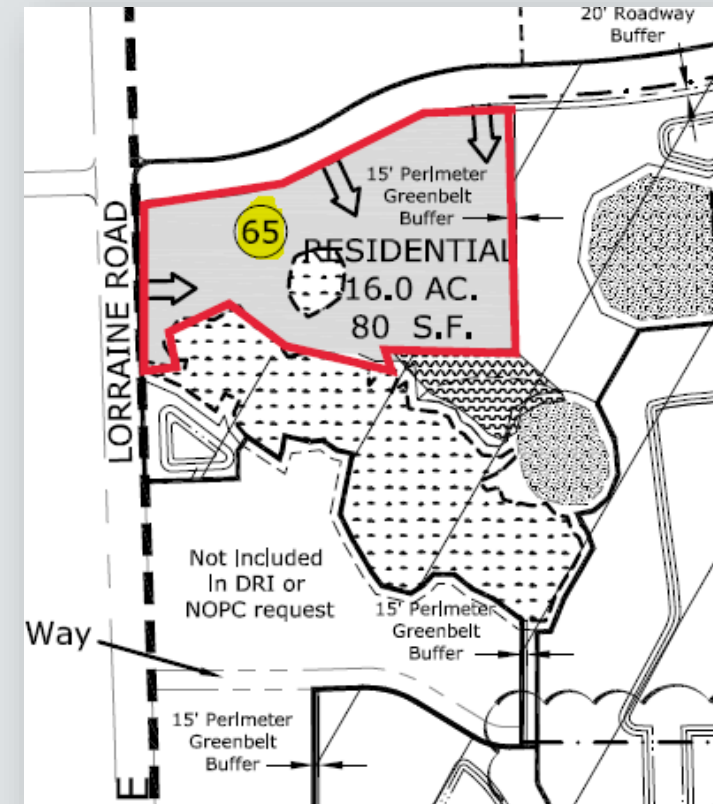 20' Roadway
Buffer
15' Perimeter
Greenbelt
Buffer
65
RESIDENTIAL
16.0 AC.
80 S.F.
LORRAINE ROAD
Not Included
In DRI or
NOPC request
15' Perimeter
Greenbelt
Buffer
Way
15' Perimeter
Greenbelt
Buffer
E